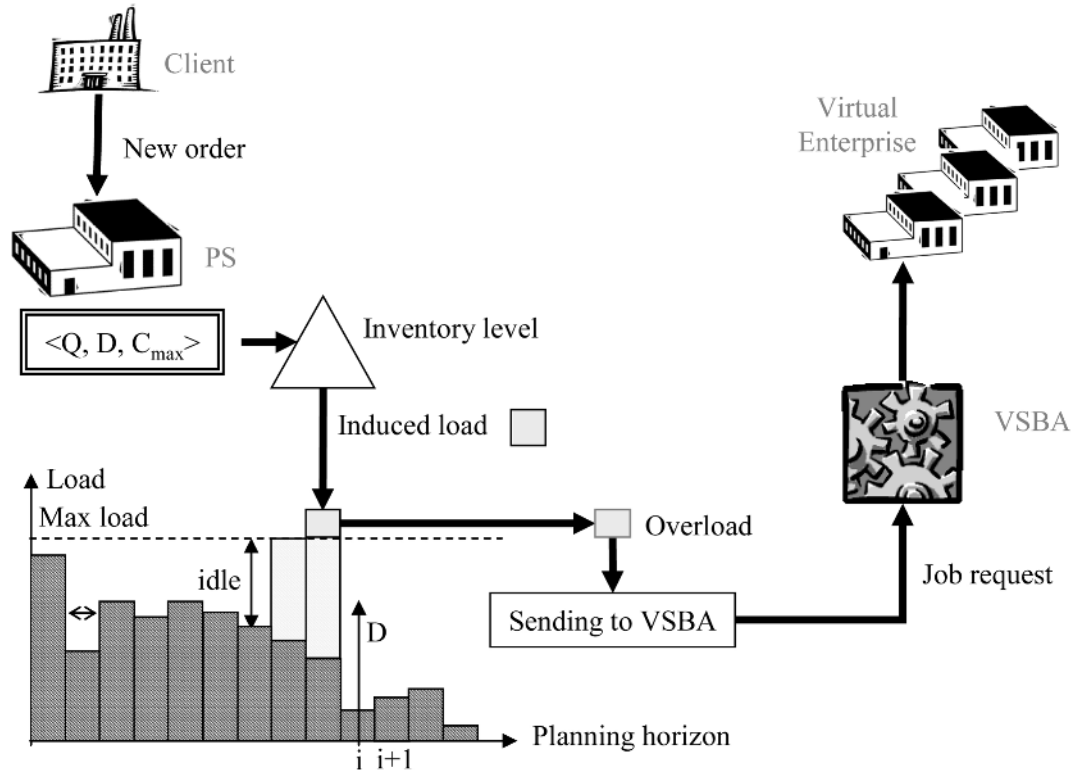 Client
New order
PS
<Q, D, Cmax>
Inventory level
Induced load
Load
Max load
idle
D
i
i+1
Planning horizon
Overload
Sending to VSBA
Job request
VSBA
Virtual
Enterprise